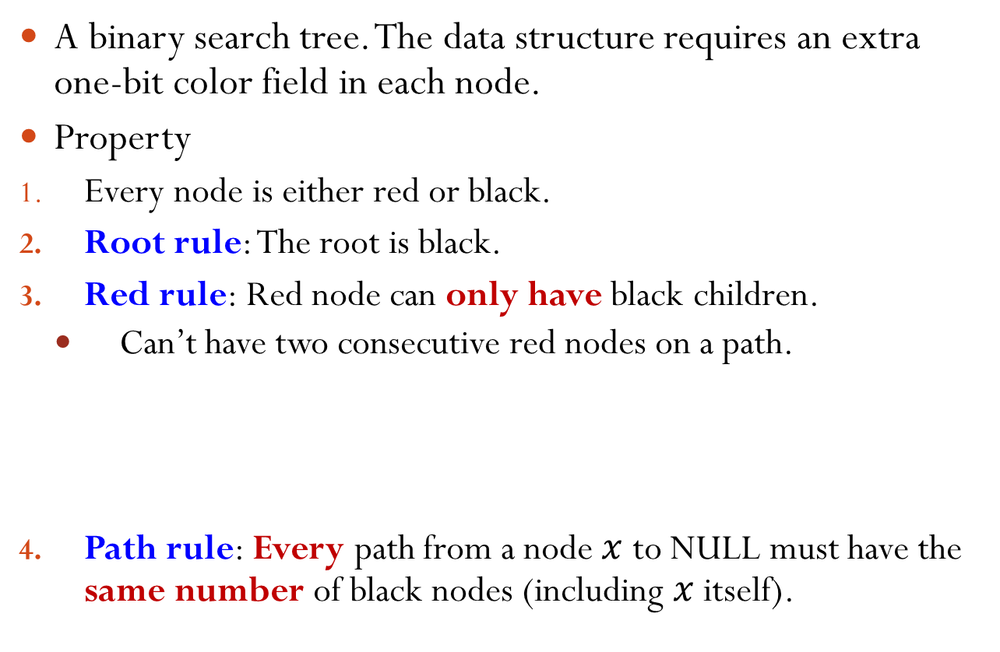 • A binary search tree. The data structure requires an extra
one-bit color field in each node.
• Property
1. Every node is either red or black.
2. Root rule: The root is black.
3. Red rule: Red node can only have black children.
• Can't have two consecutive red nodes on a path.
4. Path rule: Every path from a node x to NULL must have the
same number of black nodes (including x itself).